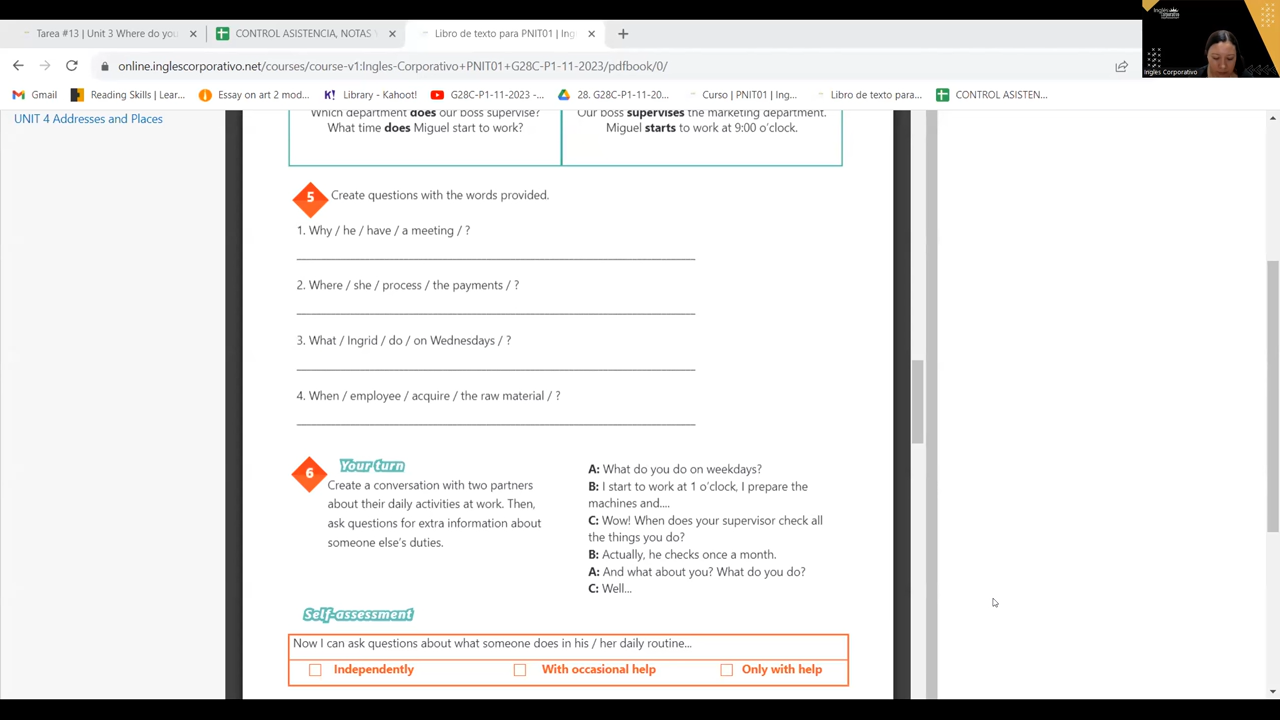 Tarea #13 | Unit 3 Where do you
CONTROL ASISTENCIA, NOTAS
Libro de texto para PNIT01 | Ing
online.inglescorporativo.net/courses/course-v1:Ingles-Corporativo+PNIT01
C-P1-11-2023/pdfbook/0/
Gmail
Reading Skills | Lear...
Essay on art 2 mod...
Library - Kahoot!
G28C-P1-11-2023 -...
28. G28C-P1-11-20...
Curso | PNIT01 | Ing...
Libro de texto para...
CONTROL ASISTEN...
Ingles Corporativo
UNIT 4 Addresses and Places
Which department does our boss supervise?
What time does Miguel start to work?
Our boss supervises the marketing department.
Miguel starts to work at 9:00 o'clock.
5 Create questions with the words provided.
1. Why / he / have / a meeting / ?
2. Where / she / process / the payments / ?
3. What / Ingrid / do / on Wednesdays / ?
4. When / employee / acquire / the raw material / ?
6 Your turn
Create a conversation with two partners
about their daily activities at work. Then,
ask questions for extra information about
someone else's duties.
A: What do you do on weekdays?
B: I start to work at 1 o'clock, I prepare the
machines and....
C: Wow! When does your supervisor check all
the things you do?
B: Actually, he checks once a month.
A: And what about you? What do you do?
C: Well...
Self-assessment
Now I can ask questions about what someone does in his / her daily routine...
Independently
With occasional help
Only with help